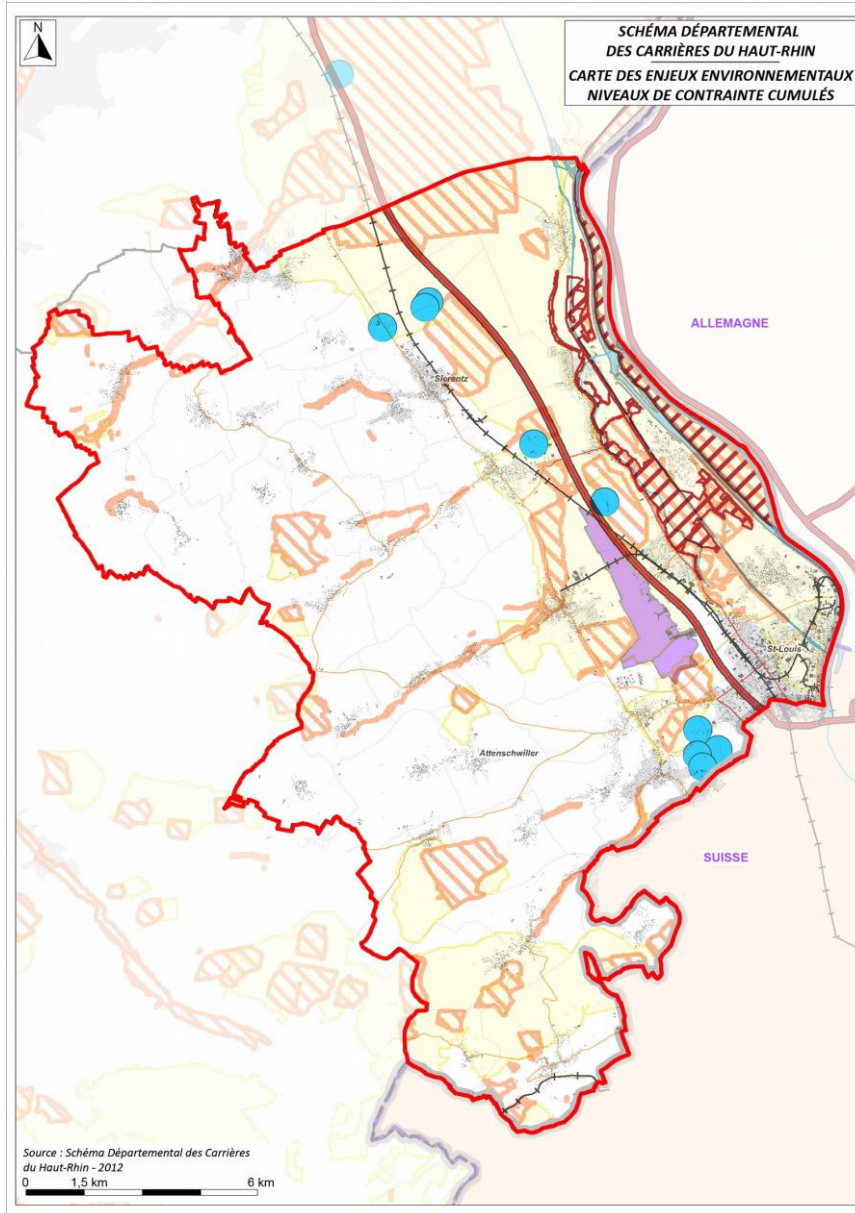 N
SCHÉMA DÉPARTEMENTAL
DES CARRIÈRES DU HAUT-RHIN
CARTE DES ENJEUX ENVIRONNEMENTAUX
NIVEAUX DE CONTRAINTE CUMULÉS
ALLEMAGNE
Sierentz
St-Louis
Attenschwiller
SUISSE
Source : Schéma Départemental des Carrières
du Haut-Rhin - 2012
0 1,5 km 6 km